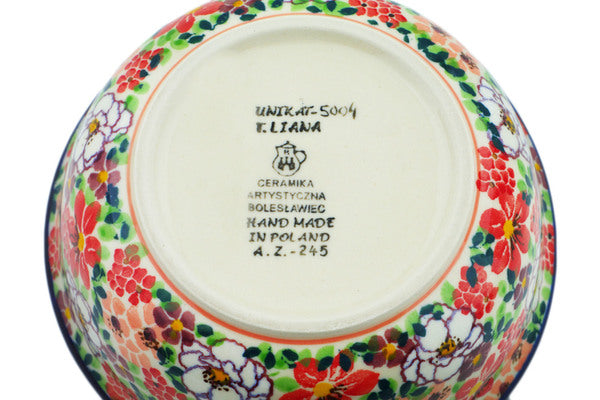 UNIKAT-5004
T. LIANA
CERAMIKA
ARTYSTYCZNA
BOLESŁAWIEC
HAND MADE
IN POLAND
A.Z.-245